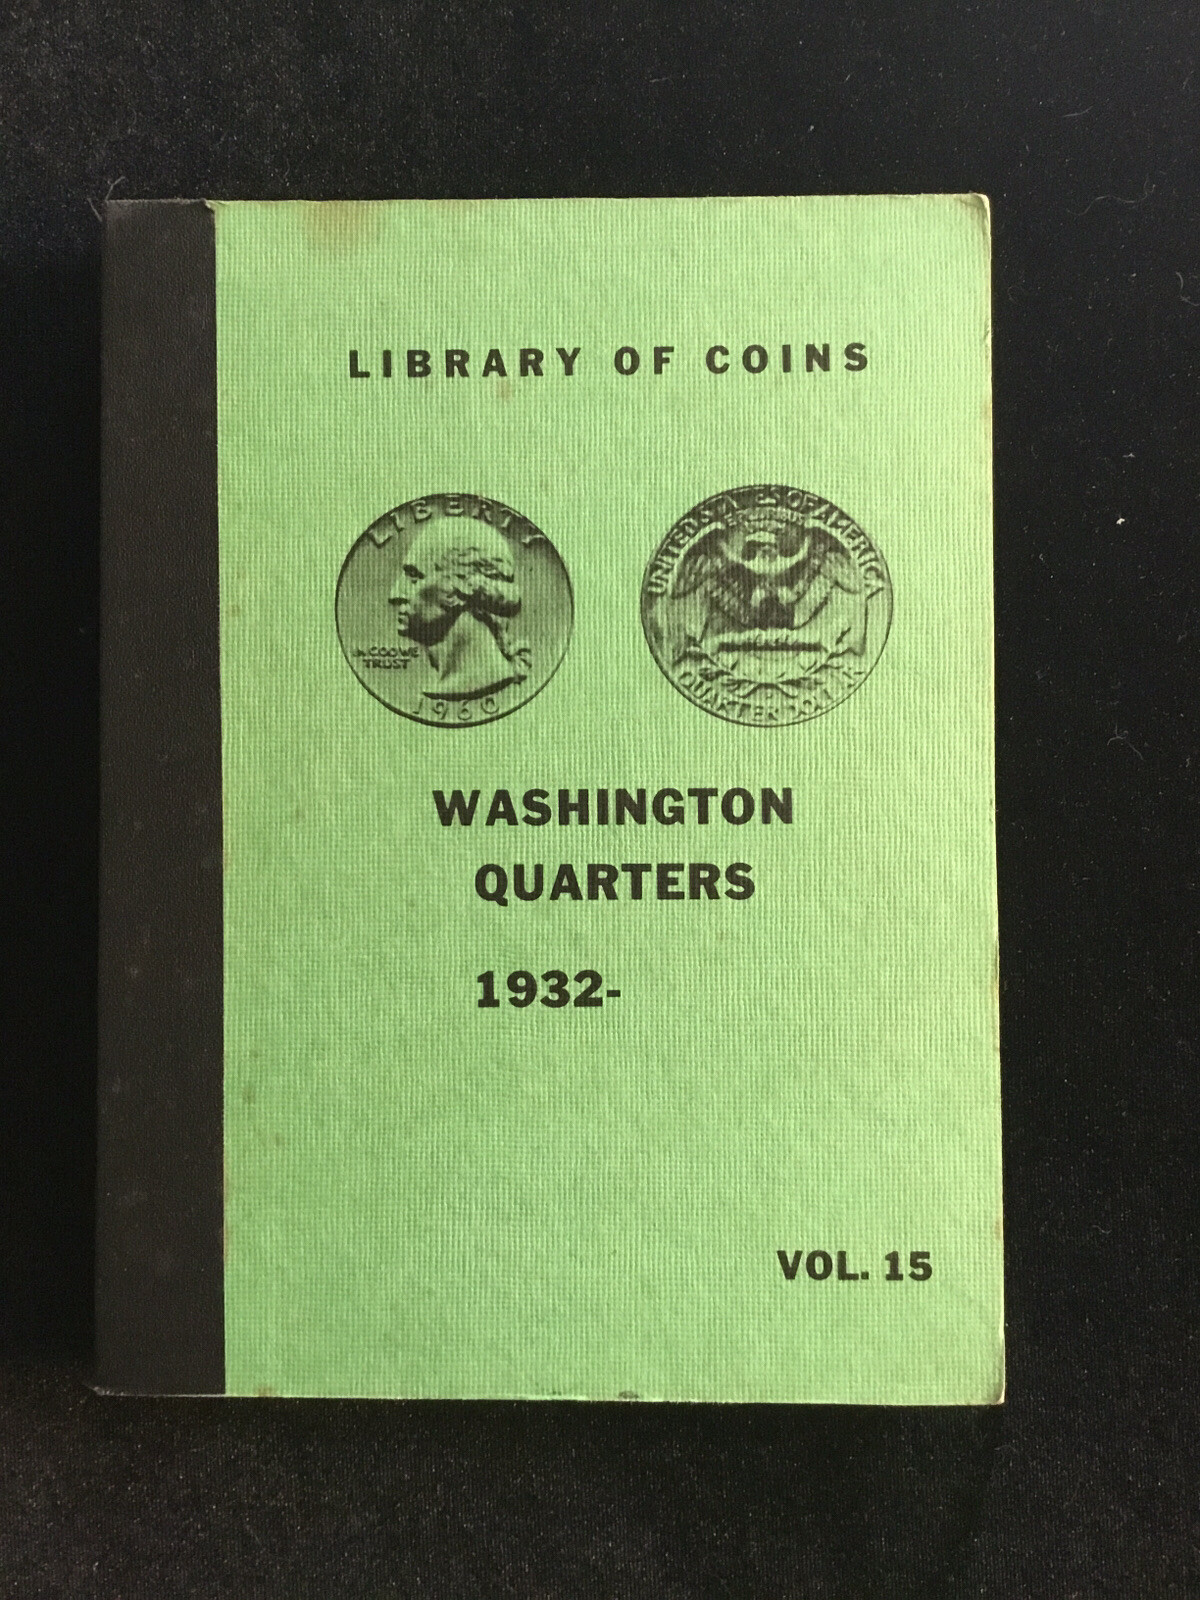 LIBRARY OF COINS
LIBERTY
IN GOD WE
TRUST
1960
UNITED STATES OF AMERICA
QUARTER DOLLAR
WASHINGTON
QUARTERS
1932-
VOL. 15